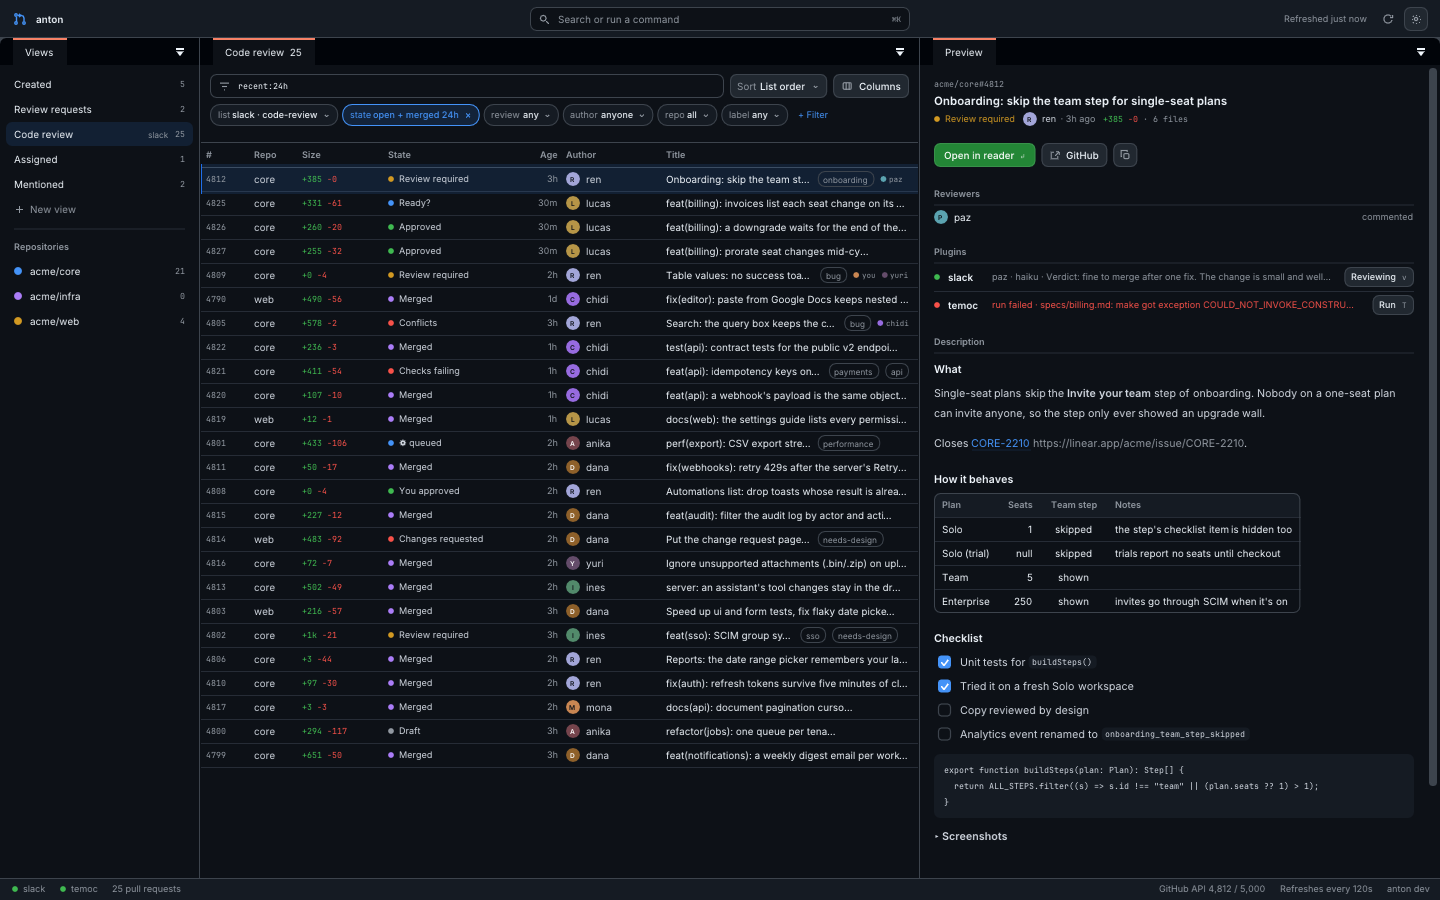 anton
Search or run a command
⌘K
Refreshed just now
Views
Created 5
Review requests 2
Code review slack 25
Assigned 1
Mentioned 2
+ New view
Repositories
acme/core 21
acme/infra 0
acme/web 4
Code review 25
recent:24h
Sort List order
Columns
list slack · code-review
state open + merged 24h ×
review any
author anyone
repo all
label any
+ Filter
# Repo Size State Age Author Title
4812 core +385 -0 Review required 3h R ren Onboarding: skip the team st... onboarding paz
4825 core +331 -61 Ready? 30m L lucas feat(billing): invoices list each seat change on its ...
4826 core +260 -20 Approved 30m L lucas feat(billing): a downgrade waits for the end of the...
4827 core +255 -32 Approved 30m L lucas feat(billing): prorate seat changes mid-cy...
4809 core +0 -4 Review required 2h R ren Table values: no success toa... bug you yuri
4790 web +490 -56 Merged 1d C chidi fix(editor): paste from Google Docs keeps nested ...
4805 core +578 -2 Conflicts 3h R ren Search: the query box keeps the c... bug chidi
4822 core +236 -3 Merged 1h C chidi test(api): contract tests for the public v2 endpoi...
4821 core +411 -54 Checks failing 1h C chidi feat(api): idempotency keys on... payments api
4820 core +107 -10 Merged 1h C chidi feat(api): a webhook's payload is the same object...
4819 web +12 -1 Merged 1h L lucas docs(web): the settings guide lists every permissi...
4801 core +433 -106 queued 2h A anika perf(export): CSV export stre... performance
4811 core +50 -17 Merged 2h D dana fix(webhooks): retry 429s after the server's Retry...
4808 core +0 -4 You approved 2h R ren Automations list: drop toasts whose result is alrea...
4815 core +227 -12 Merged 2h D dana feat(audit): filter the audit log by actor and acti...
4814 web +483 -92 Changes requested 2h D dana Put the change request page... needs-design
4816 core +72 -7 Merged 2h Y yuri Ignore unsupported attachments (.bin/.zip) on upl...
4813 core +502 -49 Merged 2h I ines server: an assistant's tool changes stay in the dr...
4803 web +216 -57 Merged 3h D dana Speed up ui and form tests, fix flaky date picke...
4802 core +1k -21 Review required 3h I ines feat(sso): SCIM group sy... sso needs-design
4806 core +3 -44 Merged 2h R ren Reports: the date range picker remembers your la...
4810 core +97 -30 Merged 2h R ren fix(auth): refresh tokens survive five minutes of cl...
4817 core +3 -3 Merged 2h M mona docs(api): document pagination curso...
4800 core +294 -117 Draft 3h A anika refactor(jobs): one queue per tena...
4799 core +651 -50 Merged 3h D dana feat(notifications): a weekly digest email per work...
Preview
acme/core#4812
Onboarding: skip the team step for single-seat plans
Review required R ren · 3h ago +385 -0 · 6 files
Open in reader ↲
GitHub
Reviewers
P paz commented
Plugins
slack paz · haiku · Verdict: fine to merge after one fix. The change is small and well... Reviewing v
temoc run failed · specs/billing.md: make got exception COULD_NOT_INVOKE_CONSTRU... Run T
Description
What
Single-seat plans skip the Invite your team step of onboarding. Nobody on a one-seat plan
can invite anyone, so the step only ever showed an upgrade wall.
Closes CORE-2210 https://linear.app/acme/issue/CORE-2210.
How it behaves
Plan Seats Team step Notes
Solo 1 skipped the step's checklist item is hidden too
Solo (trial) null skipped trials report no seats until checkout
Team 5 shown
Enterprise 250 shown invites go through SCIM when it's on
Checklist
Unit tests for buildSteps()
Tried it on a fresh Solo workspace
Copy reviewed by design
Analytics event renamed to onboarding_team_step_skipped
export function buildSteps(plan: Plan): Step[] {
return ALL_STEPS.filter((s) => s.id !== "team" || (plan.seats ?? 1) > 1);
}
Screenshots
slack
temoc
25 pull requests
GitHub API 4,812 / 5,000
Refreshes every 120s
anton dev